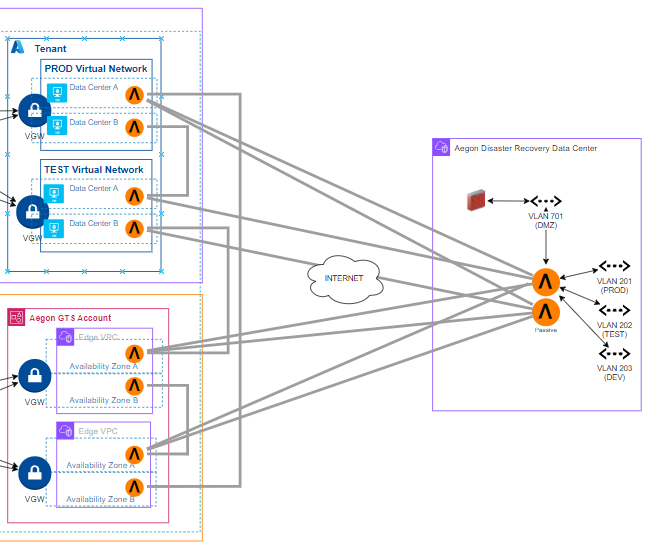 Tenant
PROD Virtual Network
Data Center A
Data Center B
VGW
TEST Virtual Network
Data Center A
Data Center B
VGW
Aegon GTS Account
Edge VPC
Availability Zone A
Availability Zone B
VGW
Edge VPC
Availability Zone A
Availability Zone B
VGW
INTERNET
Aegon Disaster Recovery Data Center
VLAN 701
(DMZ)
VLAN 201
(PROD)
Passive
VLAN 202
(TEST)
VLAN 203
(DEV)